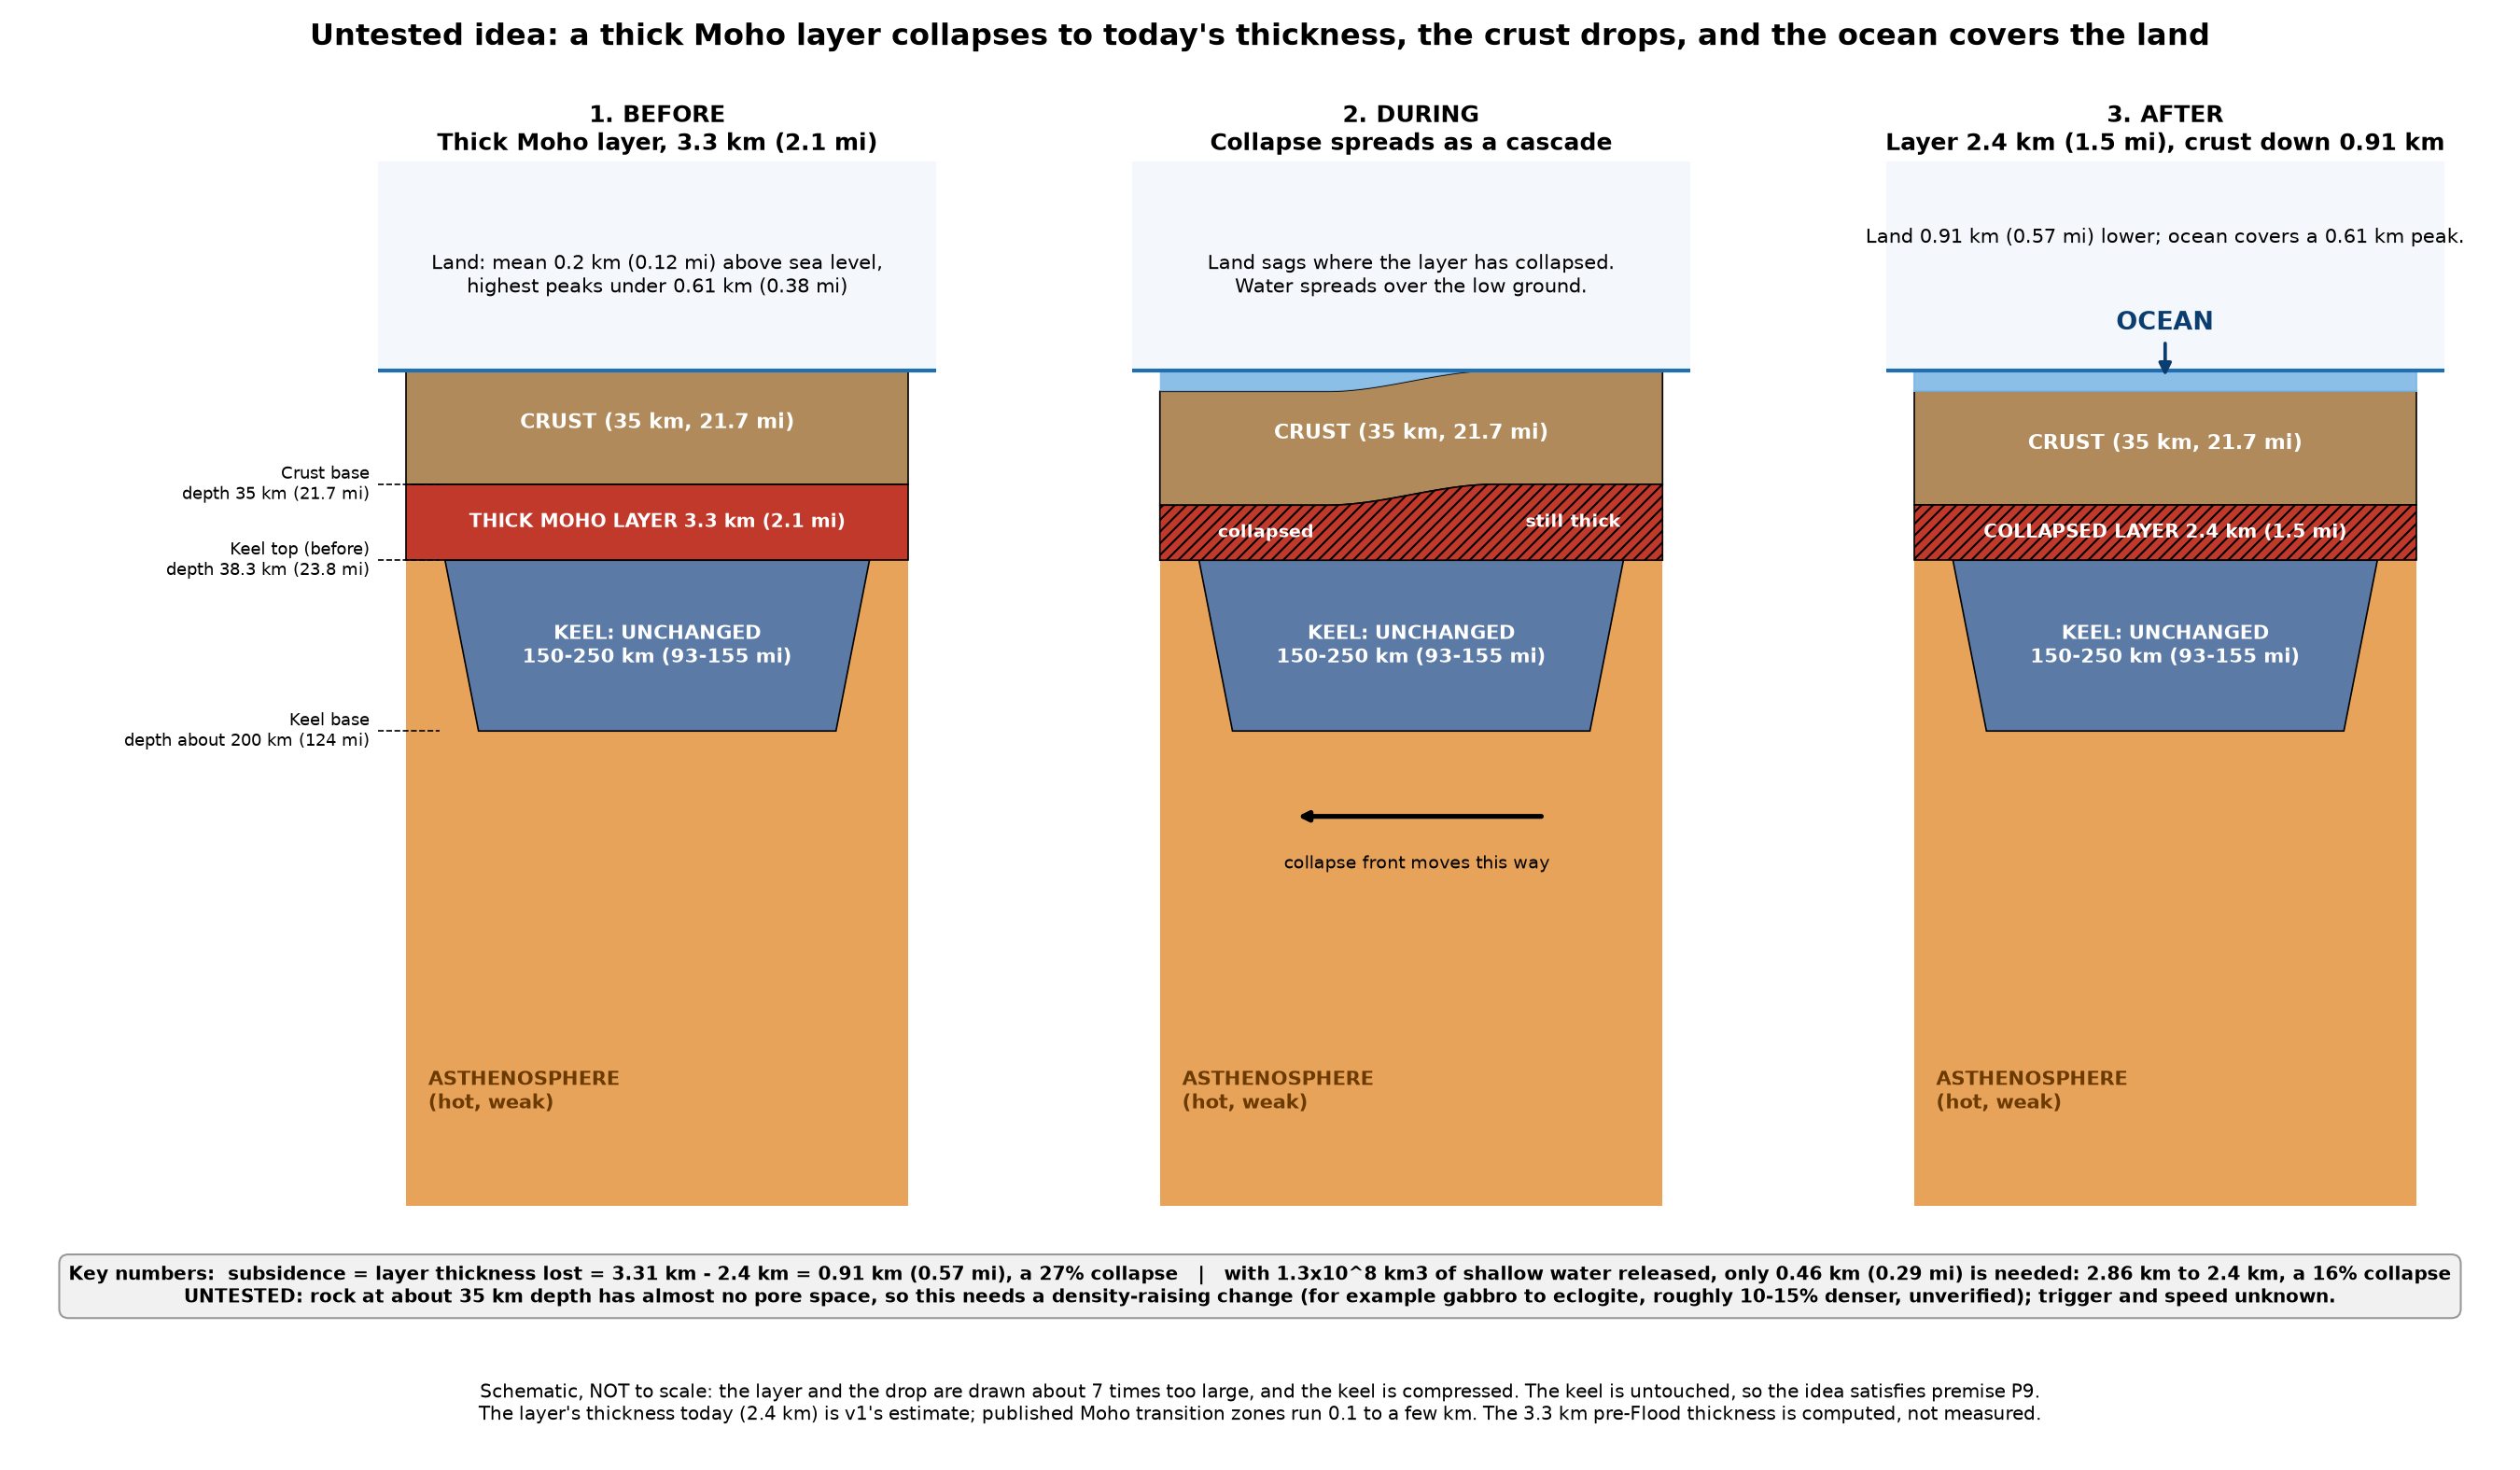 Untested idea: a thick Moho layer collapses to today's thickness, the crust drops, and the ocean covers the land
1. BEFORE
Thick Moho layer, 3.3 km (2.1 mi)
Land: mean 0.2 km (0.12 mi) above sea level,
highest peaks under 0.61 km (0.38 mi)
CRUST (35 km, 21.7 mi)
Crust base
depth 35 km (21.7 mi)
THICK MOHO LAYER 3.3 km (2.1 mi)
Keel top (before)
depth 38.3 km (23.8 mi)
KEEL: UNCHANGED
150-250 km (93-155 mi)
Keel base
depth about 200 km (124 mi)
ASTHENOSPHERE
(hot, weak)
2. DURING
Collapse spreads as a cascade
Land sags where the layer has collapsed.
Water spreads over the low ground.
CRUST (35 km, 21.7 mi)
collapsed
still thick
KEEL: UNCHANGED
150-250 km (93-155 mi)
collapse front moves this way
ASTHENOSPHERE
(hot, weak)
3. AFTER
Layer 2.4 km (1.5 mi), crust down 0.91 km
Land 0.91 km (0.57 mi) lower; ocean covers a 0.61 km peak.
OCEAN
CRUST (35 km, 21.7 mi)
COLLAPSED LAYER 2.4 km (1.5 mi)
KEEL: UNCHANGED
150-250 km (93-155 mi)
ASTHENOSPHERE
(hot, weak)
Key numbers:  subsidence = layer thickness lost = 3.31 km - 2.4 km = 0.91 km (0.57 mi), a 27% collapse   |   with 1.3x10^8 km3 of shallow water released, only 0.46 km (0.29 mi) is needed: 2.86 km to 2.4 km, a 16% collapse
UNTESTED: rock at about 35 km depth has almost no pore space, so this needs a density-raising change (for example gabbro to eclogite, roughly 10-15% denser, unverified); trigger and speed unknown.
Schematic, NOT to scale: the layer and the drop are drawn about 7 times too large, and the keel is compressed. The keel is untouched, so the idea satisfies premise P9.
The layer's thickness today (2.4 km) is v1's estimate; published Moho transition zones run 0.1 to a few km. The 3.3 km pre-Flood thickness is computed, not measured.